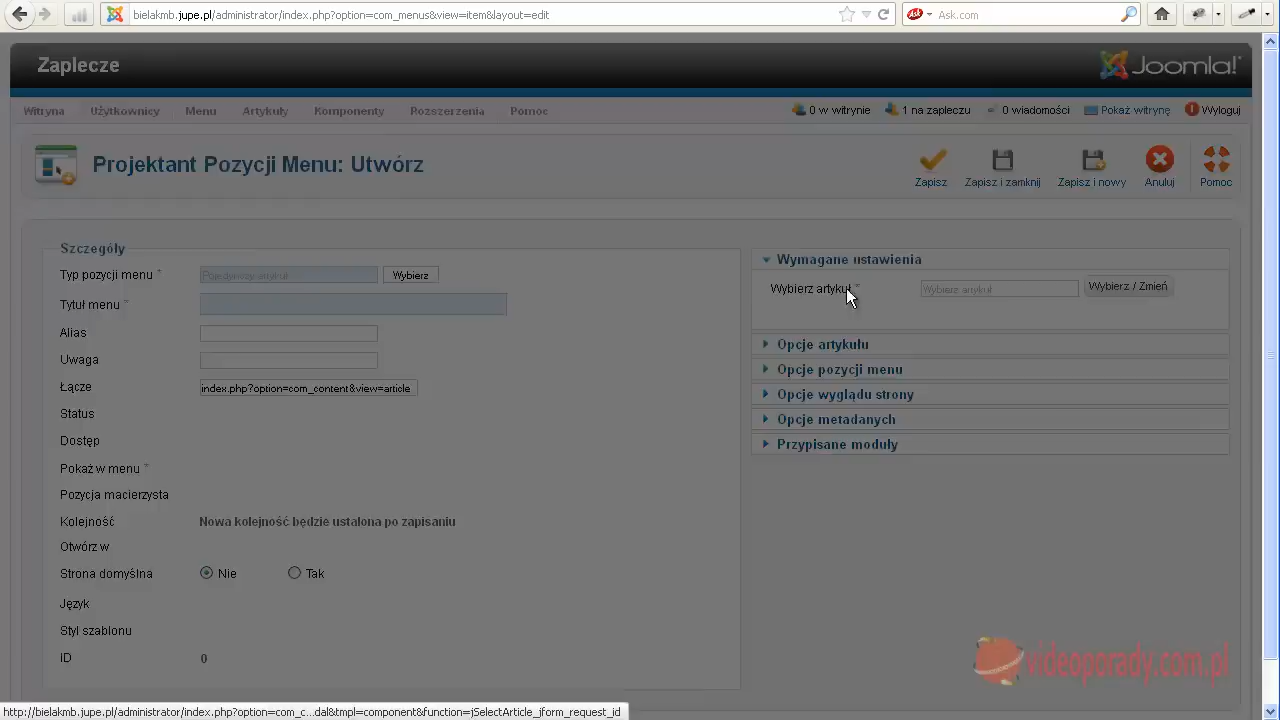 bielakmb.jupe.pl/administrator/index.php?option=com_menus&view=item&layout=edit
Ask.com
Zaplecze
Joomla!
Witryna Użytkownicy Menu Artykuły Komponenty Rozszerzenia Pomoc
0 w witrynie 1 na zapleczu 0 wiadomości Pokaż witrynę Wyloguj
Projektant Pozycji Menu: Utwórz
Zapisz Zapisz i zamknij Zapisz i nowy Anuluj Pomoc
Szczegóły
Typ pozycji menu * Pojedynczy artykuł Wybierz
Tytuł menu *
Alias
Uwaga
Łącze index.php?option=com_content&view=article
Status
Dostęp
Pokaż w menu *
Pozycja macierzysta
Kolejność Nowa kolejność będzie ustalona po zapisaniu
Otwórz w
Strona domyślna Nie Tak
Język
Styl szablonu
ID 0
Wymagane ustawienia
Wybierz artykuł * Wybierz artykuł Wybierz / Zmień
Opcje artykułu
Opcje pozycji menu
Opcje wyglądu strony
Opcje metadanych
Przypisane moduły
videoporady.com.pl
http://bielakmb.jupe.pl/administrator/index.php?option=com_c...dal&tmpl=component&function=jSelectArticle_jform_request_id